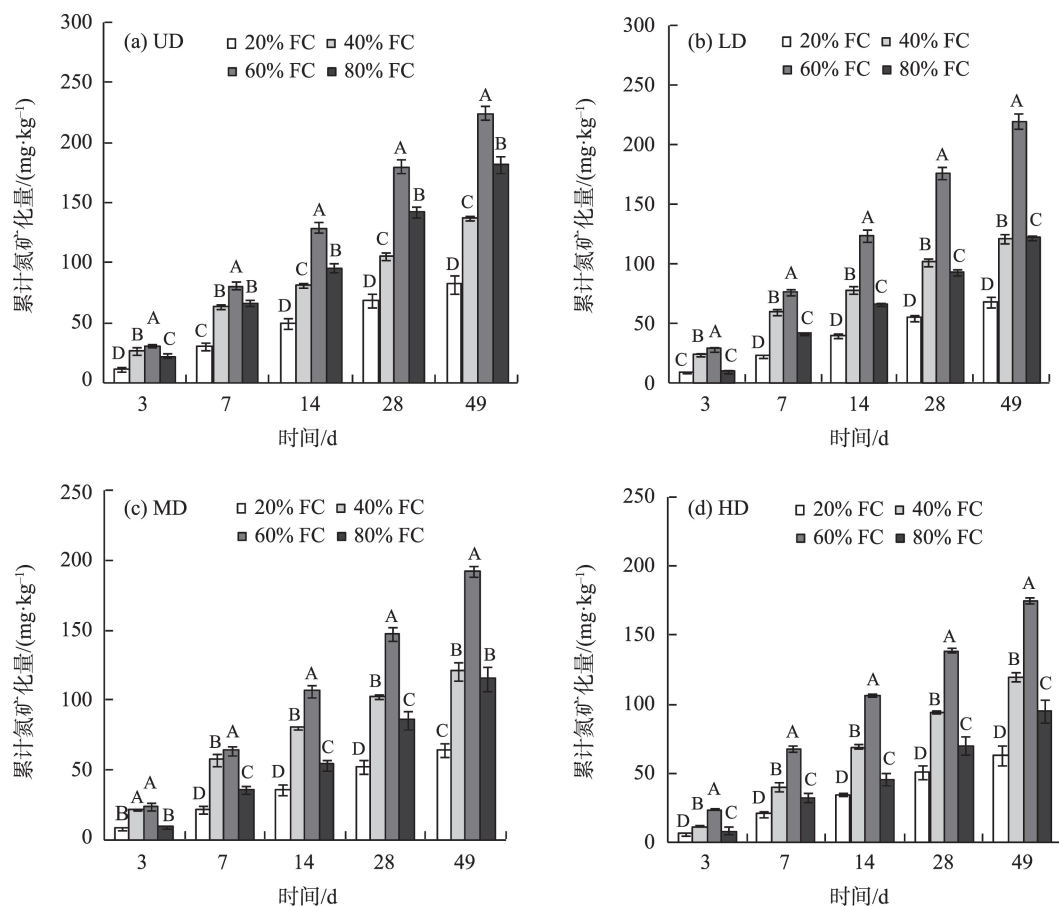 (a) UD
20% FC 40% FC
60% FC 80% FC
累计氮矿化量/(mg·kg⁻¹)
300
250
200
150
100
50
0
D B A C
C B A B
D C A B
D C A B
D C A B
3 7 14 28 49
时间/d
(b) LD
20% FC 40% FC
60% FC 80% FC
累计氮矿化量/(mg·kg⁻¹)
300
250
200
150
100
50
0
C B A C
D B A C
D B A C
D B A C
D B A C
3 7 14 28 49
时间/d
(c) MD
20% FC 40% FC
60% FC 80% FC
累计氮矿化量/(mg·kg⁻¹)
250
200
150
100
50
0
B A A B
D B A C
D B A C
D B A C
C B A B
3 7 14 28 49
时间/d
(d) HD
20% FC 40% FC
60% FC 80% FC
累计氮矿化量/(mg·kg⁻¹)
250
200
150
100
50
0
D B A C
D B A C
D B A C
D B A C
D B A C
3 7 14 28 49
时间/d